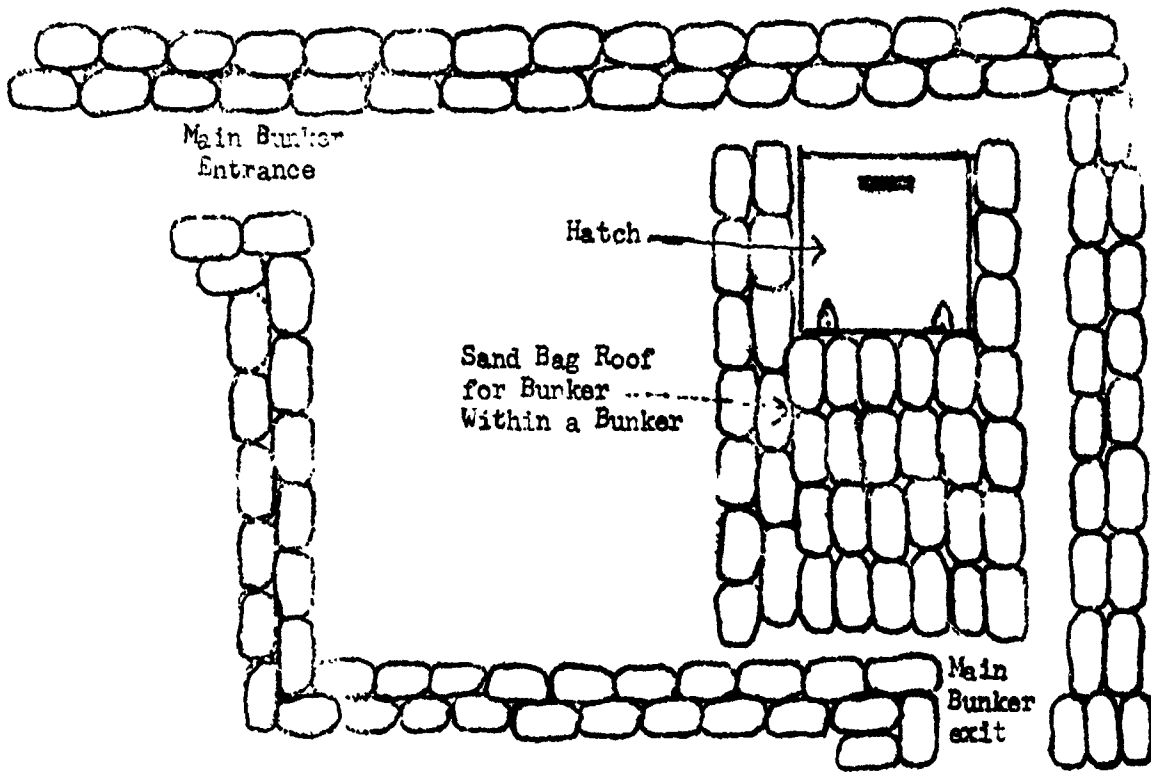 Main Bunker
Entrance
Hatch
Sand Bag Roof
for Bunker
Within a Bunker
Main
Bunker
exit